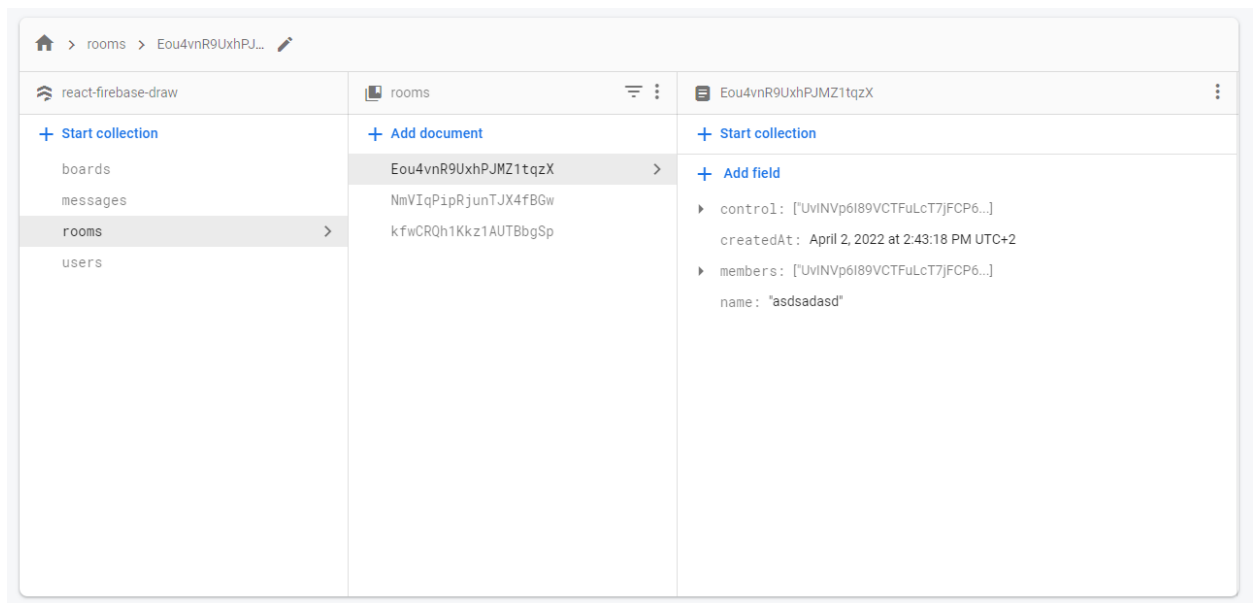 rooms > Eou4vnR9UxhPJ...
react-firebase-draw
Start collection
boards
messages
rooms
users
rooms
Add document
Eou4vnR9UxhPJMZ1tqzX
NmVIqPipRjunTJX4fBGw
kfwCRQh1Kkz1AUTBbgSp
Eou4vnR9UxhPJMZ1tqzX
Start collection
Add field
control: ["UvINVp6I89VCTFuLcT7jFCP6...]
createdAt: April 2, 2022 at 2:43:18 PM UTC+2
members: ["UvINVp6I89VCTFuLcT7jFCP6...]
name: "asdsadasd"